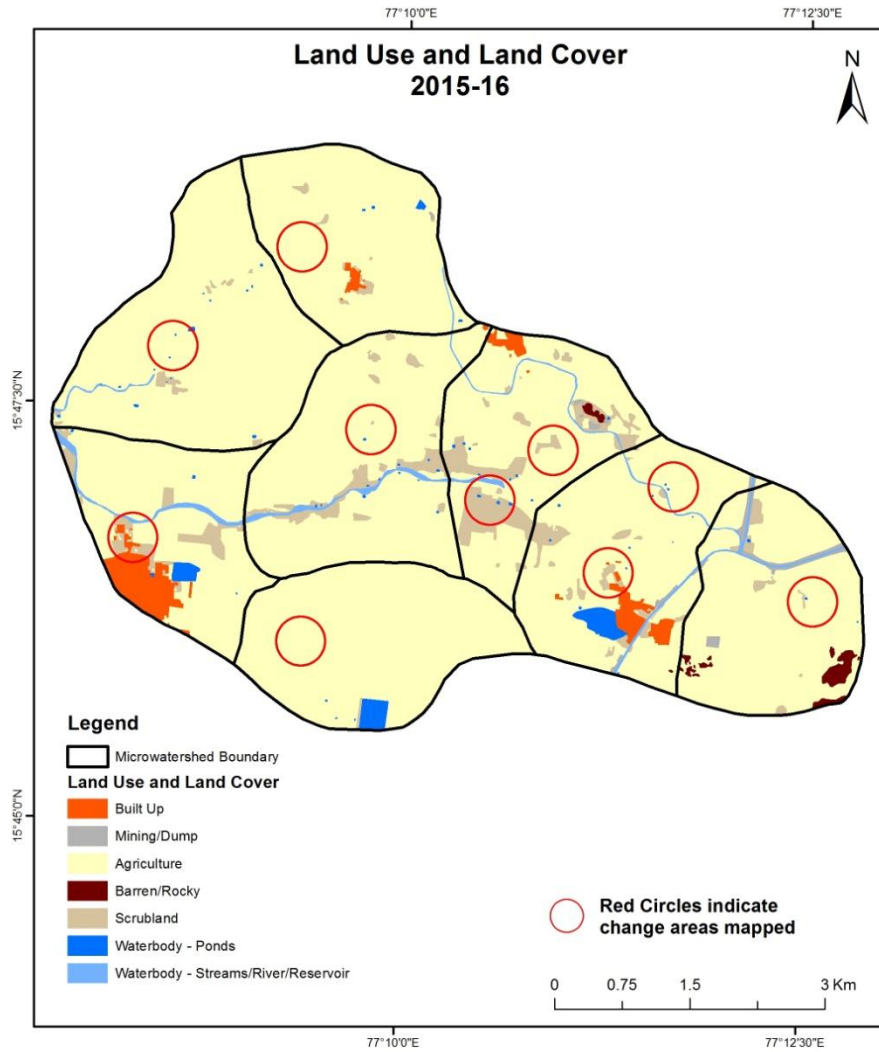 77°10'0"E
77°12'30"E
Land Use and Land Cover
2015-16
N
15°47'30"N
15°45'0"N
Legend
Microwatershed Boundary
Land Use and Land Cover
Built Up
Mining/Dump
Agriculture
Barren/Rocky
Scrubland
Waterbody - Ponds
Waterbody - Streams/River/Reservoir
Red Circles indicate
change areas mapped
0 0.75 1.5 3 Km
77°10'0"E
77°12'30"E